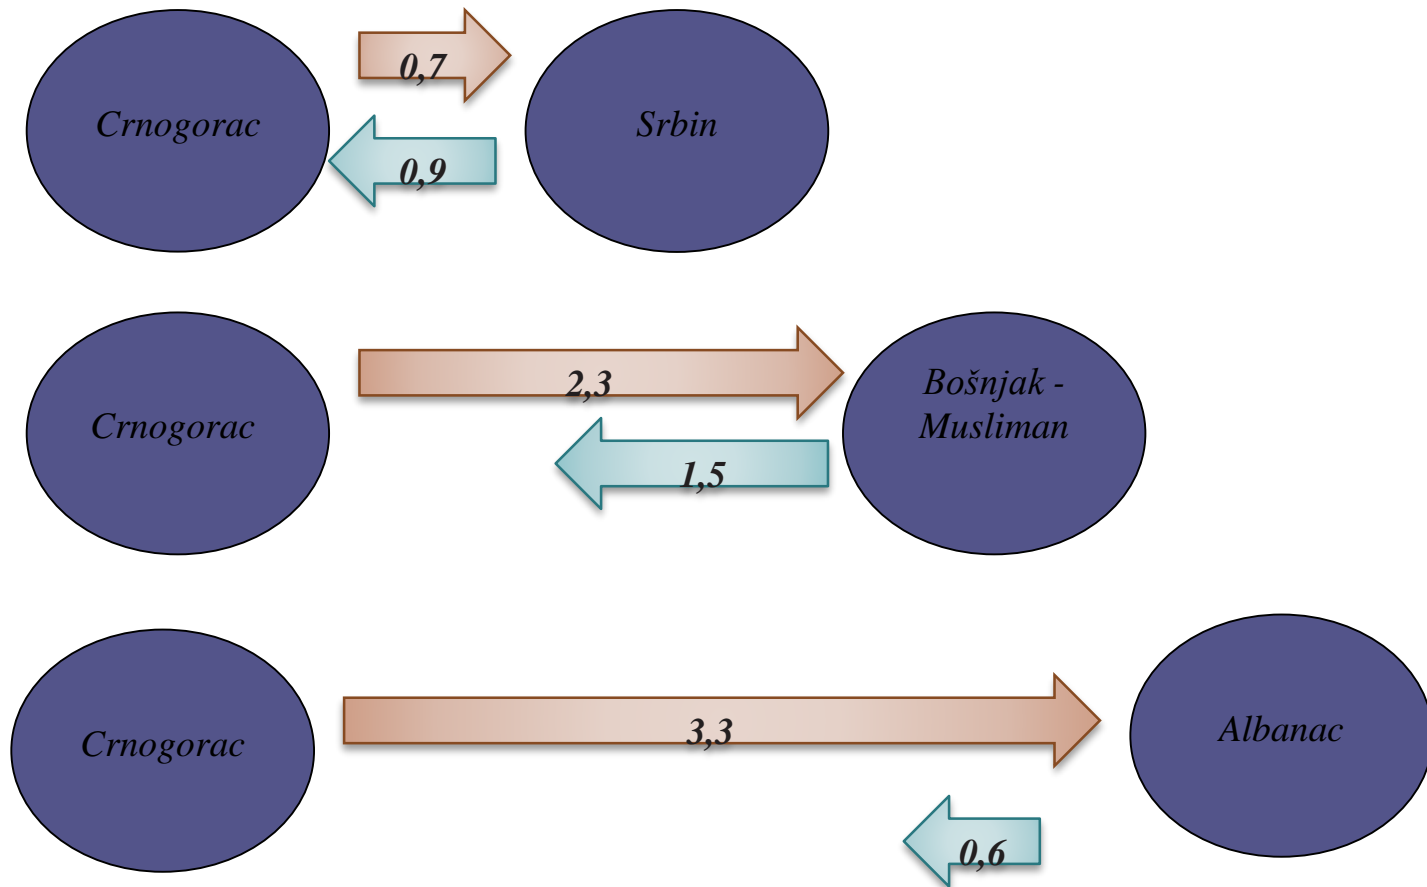 Crnogorac
0,7
0,9
Srbin
Crnogorac
2,3
1,5
Bošnjak -
Musliman
Crnogorac
3,3
0,6
Albanac